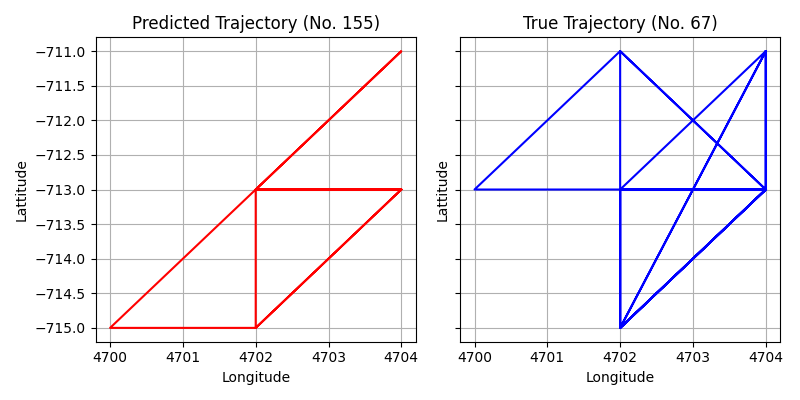 Predicted Trajectory (No. 155)
True Trajectory (No. 67)
−711.0
−711.5
−712.0
−712.5
−713.0
−713.5
−714.0
−714.5
−715.0
Lattitude
Lattitude
4700 4701 4702 4703 4704
4700 4701 4702 4703 4704
Longitude
Longitude